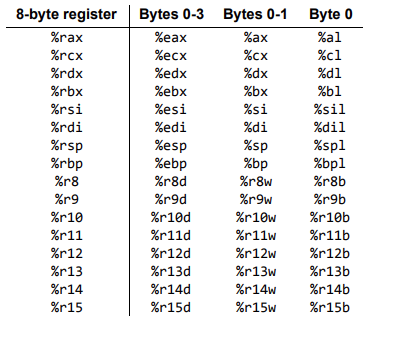 8-byte register Bytes 0-3 Bytes 0-1 Byte 0
%rax %eax %ax %al
%rcx %ecx %cx %cl
%rdx %edx %dx %dl
%rbx %ebx %bx %bl
%rsi %esi %si %sil
%rdi %edi %di %dil
%rsp %esp %sp %spl
%rbp %ebp %bp %bpl
%r8 %r8d %r8w %r8b
%r9 %r9d %r9w %r9b
%r10 %r10d %r10w %r10b
%r11 %r11d %r11w %r11b
%r12 %r12d %r12w %r12b
%r13 %r13d %r13w %r13b
%r14 %r14d %r14w %r14b
%r15 %r15d %r15w %r15b